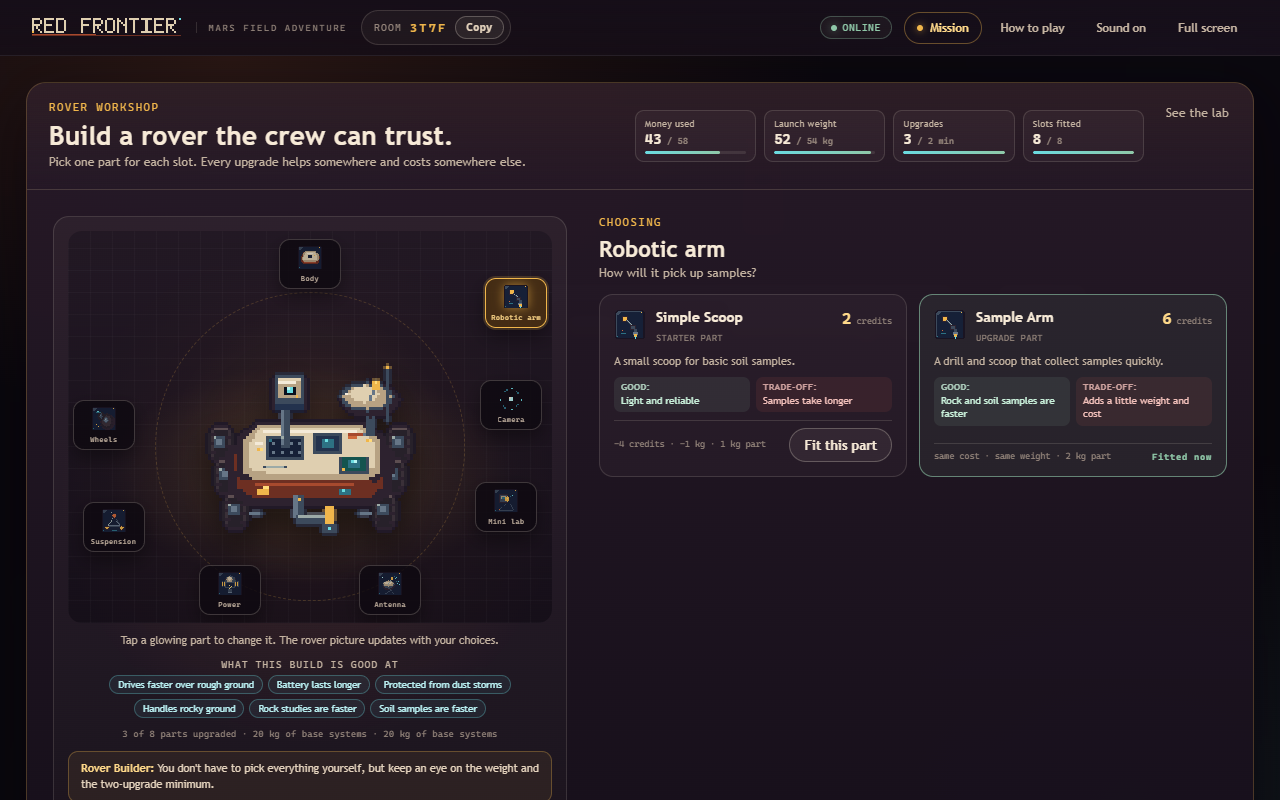 RED FRONTIER
MARS FIELD ADVENTURE
ROOM 3T7F Copy
ONLINE
Mission
How to play
Sound on
Full screen
ROVER WORKSHOP
Build a rover the crew can trust.
Pick one part for each slot. Every upgrade helps somewhere and costs somewhere else.
Money used
43 / 58
Launch weight
52 / 54 kg
Upgrades
3 / 2 min
Slots fitted
8 / 8
See the lab
Body
Robotic arm
Camera
Wheels
Mini lab
Suspension
Power
Antenna
Tap a glowing part to change it. The rover picture updates with your choices.
WHAT THIS BUILD IS GOOD AT
Drives faster over rough ground
Battery lasts longer
Protected from dust storms
Handles rocky ground
Rock studies are faster
Soil samples are faster
3 of 8 parts upgraded · 20 kg of base systems · 20 kg of base systems
Rover Builder: You don't have to pick everything yourself, but keep an eye on the weight and
the two-upgrade minimum.
CHOOSING
Robotic arm
How will it pick up samples?
Simple Scoop
2 credits
STARTER PART
A small scoop for basic soil samples.
GOOD:
Light and reliable
TRADE-OFF:
Samples take longer
−4 credits · −1 kg · 1 kg part
Fit this part
Sample Arm
6 credits
UPGRADE PART
A drill and scoop that collect samples quickly.
GOOD:
Rock and soil samples are
faster
TRADE-OFF:
Adds a little weight and
cost
same cost · same weight · 2 kg part
Fitted now